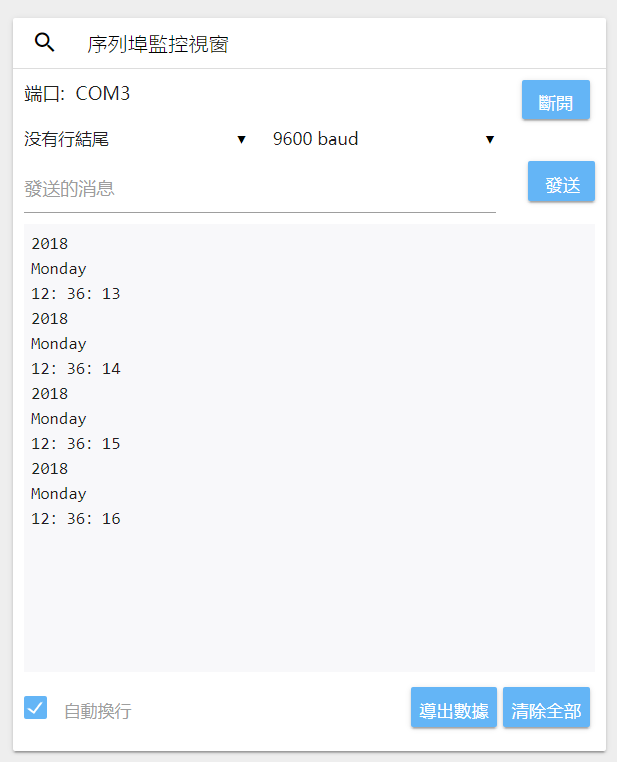 序列埠監控視窗
端口: COM3
斷開
没有行結尾 ▼ 9600 baud ▼
發送的消息
發送
2018
Monday
12: 36: 13
2018
Monday
12: 36: 14
2018
Monday
12: 36: 15
2018
Monday
12: 36: 16
自動換行
導出數據
清除全部